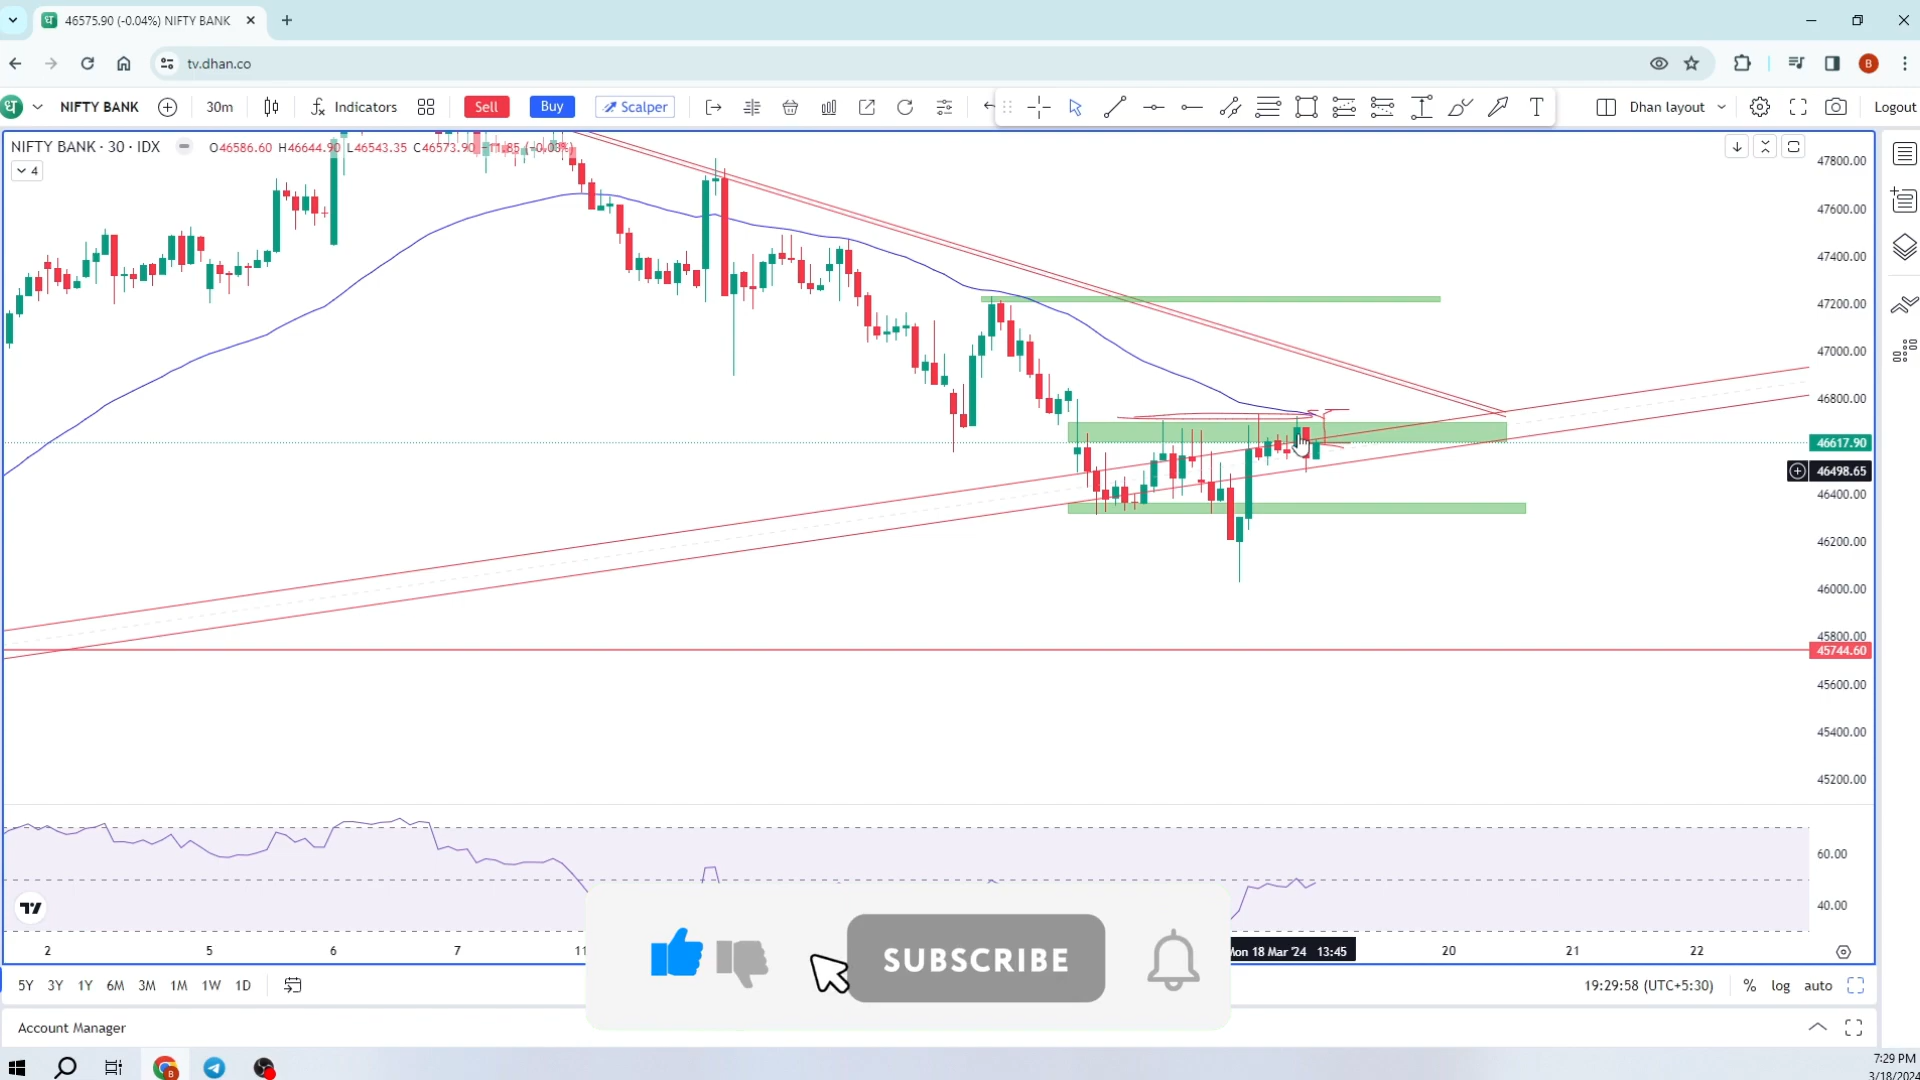 46575.90 (-0.04%) NIFTY BANK
tv.dhan.co
B
NIFTY BANK
30m
Indicators
Sell
Buy
Scalper
T
Dhan layout
Logout
NIFTY BANK · 30 · IDX
O46586.60 H46644.90 L46543.35 C46573.90 -11.85 (-0.03%)
4
47800.00
47600.00
47400.00
47200.00
47000.00
46800.00
46617.90
46498.65
46400.00
46200.00
46000.00
45800.00
45744.60
45600.00
45400.00
45200.00
60.00
40.00
2
5
6
7
11
Mon 18 Mar '24 13:45
20
21
22
SUBSCRIBE
5Y 3Y 1Y 6M 3M 1M 1W 1D
19:29:58 (UTC+5:30)
% log auto
Account Manager
7:29 PM
3/18/2024